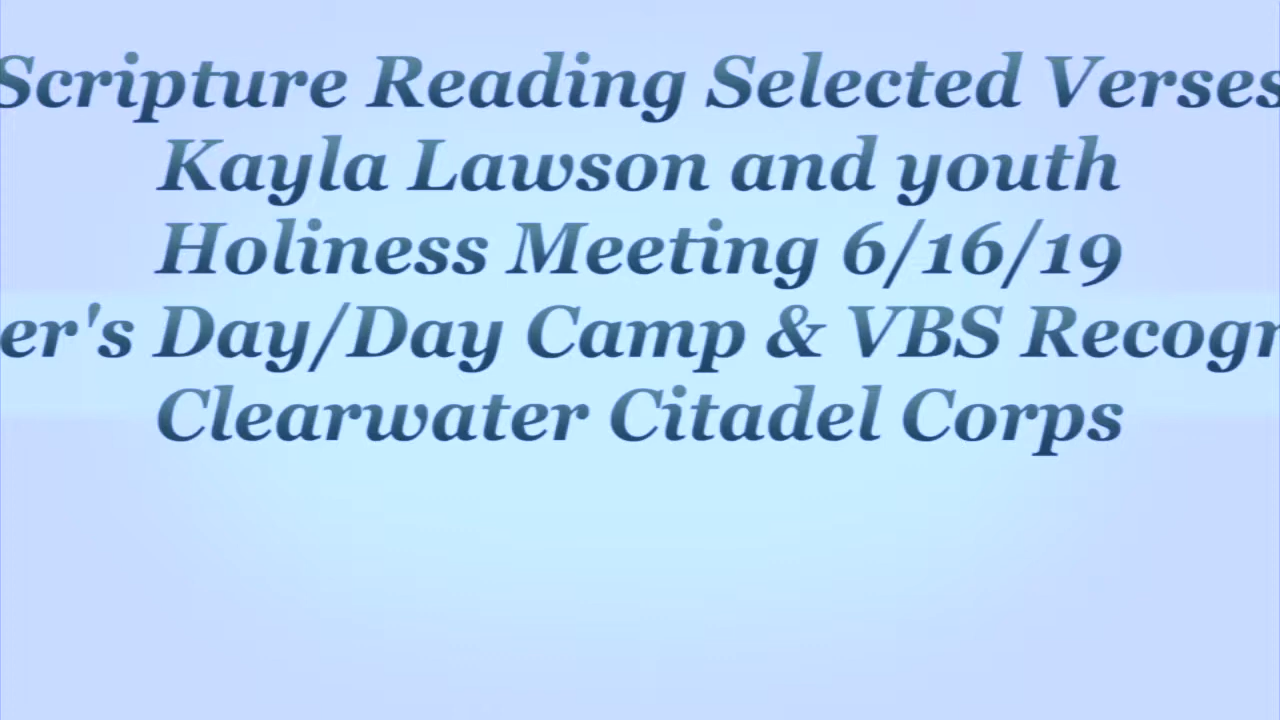 Scripture Reading Selected Verses
Kayla Lawson and youth
Holiness Meeting 6/16/19
er's Day/Day Camp & VBS Recogn
Clearwater Citadel Corps